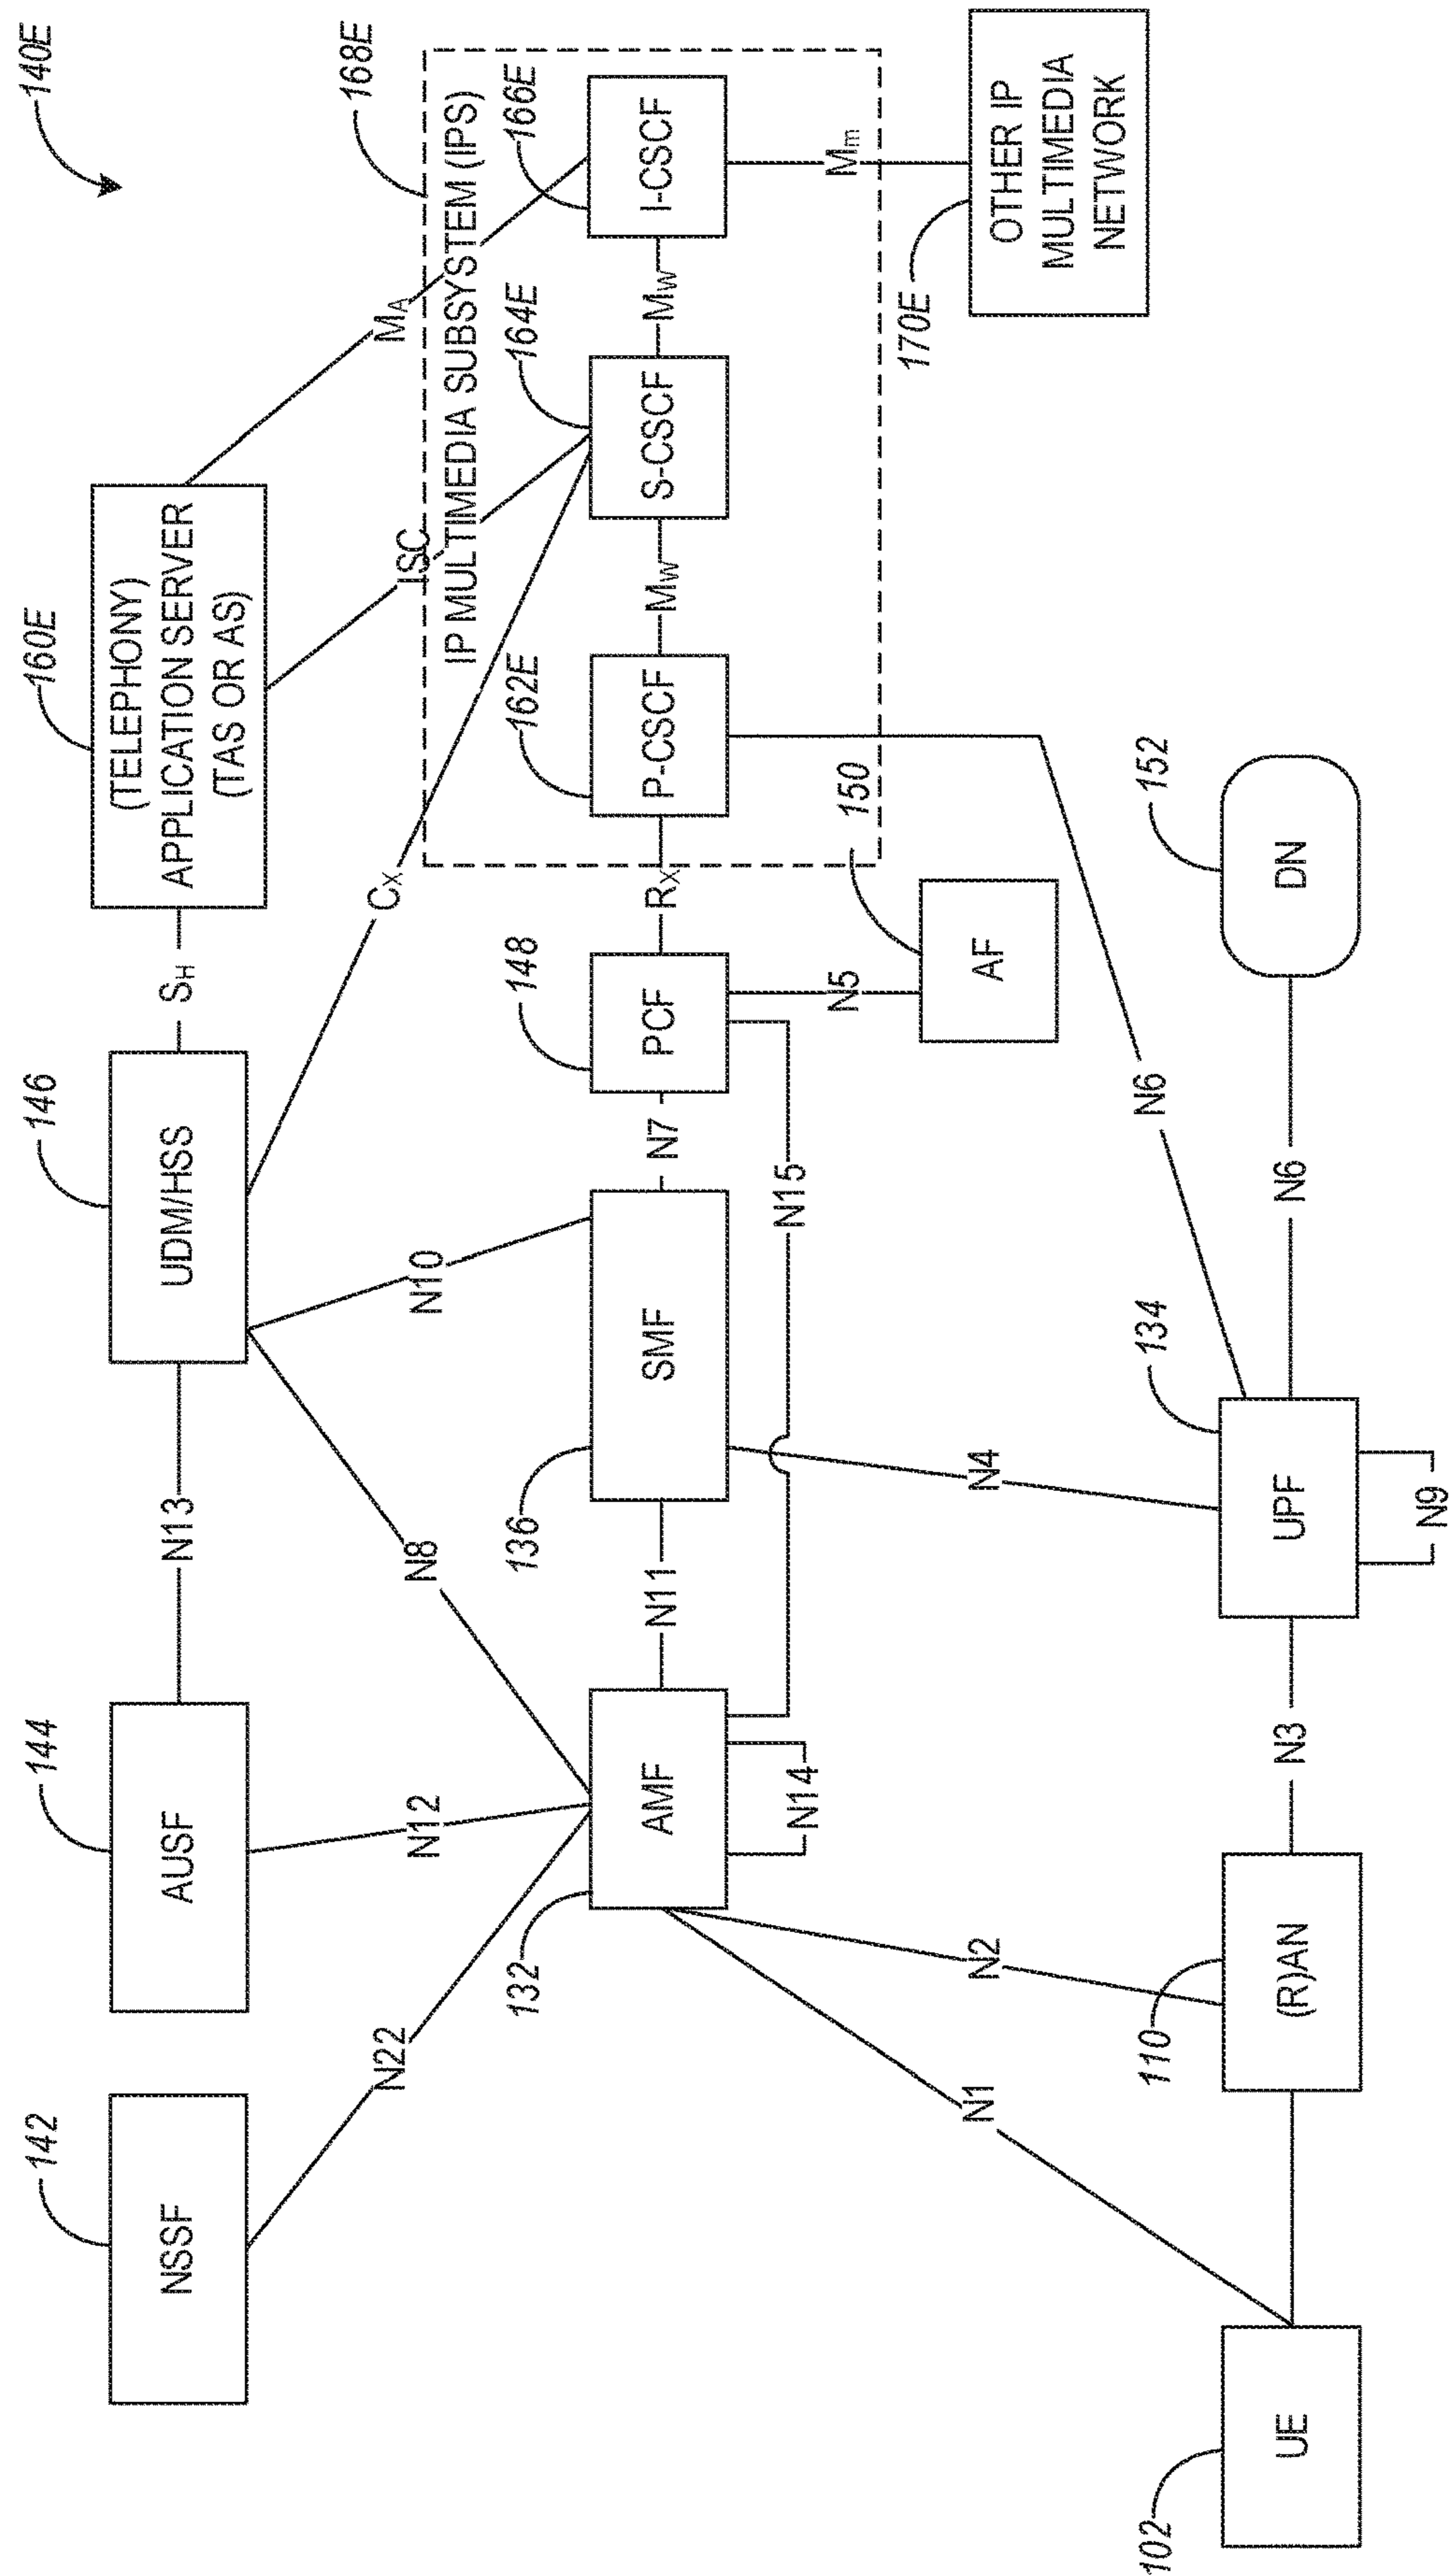 140E
160E
168E
(TELEPHONY)
APPLICATION SERVER
(TAS OR AS)
146
UDM/HSS
144
AUSF
142
NSSF
N13
SH
MA
ISC
CX
IP MULTIMEDIA SUBSYSTEM (IPS)
N22
N12
N8
N10
132
AMF
N11
136
SMF
N7
148
PCF
RX
162E
P-CSCF
MW
164E
S-CSCF
MW
166E
I-CSCF
N14
N15
N5
150
AF
Mm
170E
OTHER IP
MULTIMEDIA
NETWORK
N1
N2
N4
N6
102
UE
110
(R)AN
N3
134
UPF
N9
N6
152
DN